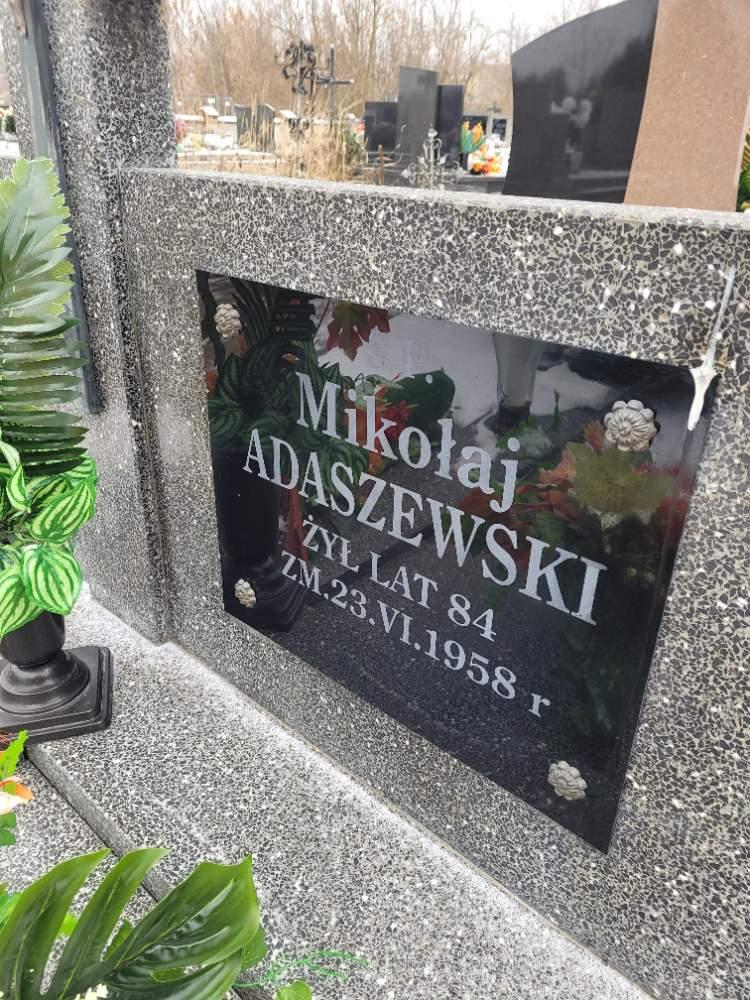 Ś.P.
Mikołaj
ADASZEWSKI
ŻYŁ LAT 84
ZM.23.VI.1958 r